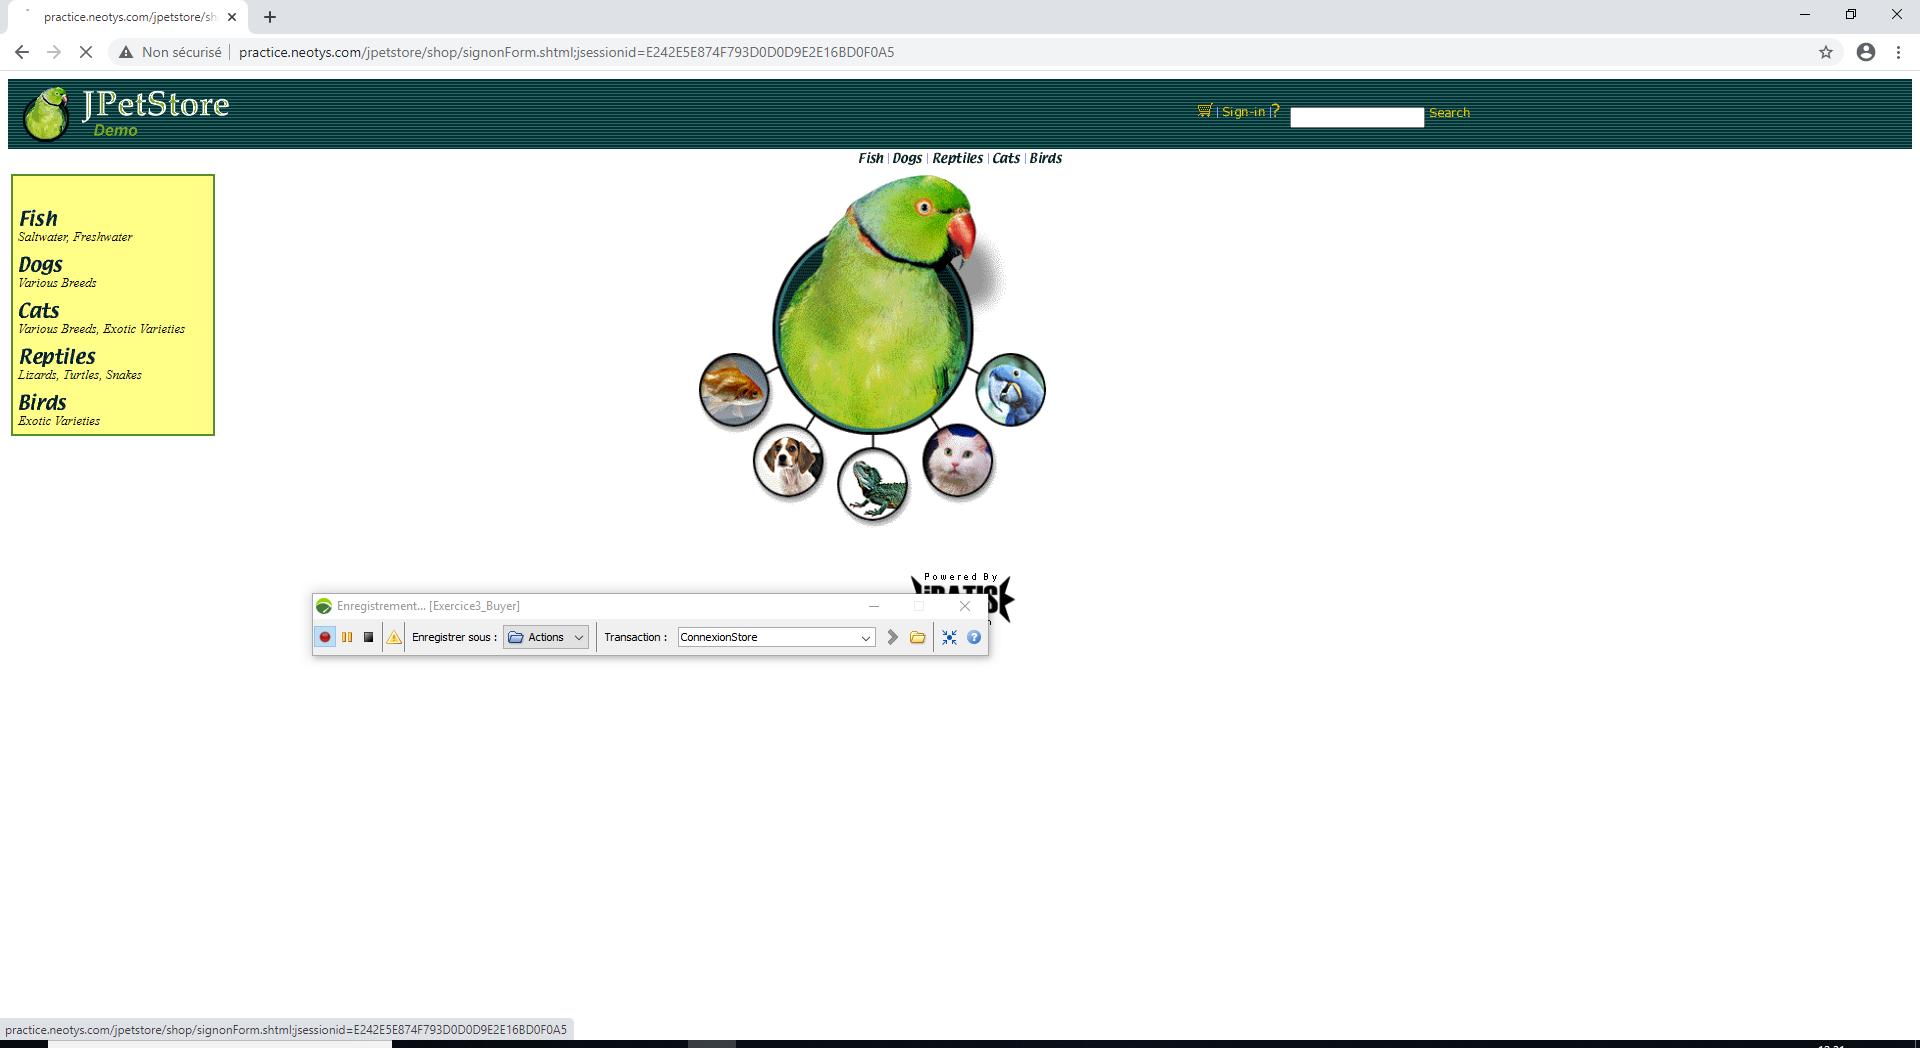 practice.neotys.com/jpetstore/sh
Non sécurisé practice.neotys.com/jpetstore/shop/signonForm.shtml;jsessionid=E242E5E874F793D0D0D9E2E16BD0F0A5
JPetStore
Demo
| Sign-in | ? Search
Fish | Dogs | Reptiles | Cats | Birds
Fish
Saltwater, Freshwater
Dogs
Various Breeds
Cats
Various Breeds, Exotic Varieties
Reptiles
Lizards, Turtles, Snakes
Birds
Exotic Varieties
Powered By
Enregistrement... [Exercice3_Buyer]
Enregistrer sous : Actions Transaction : ConnexionStore
practice.neotys.com/jpetstore/shop/signonForm.shtml;jsessionid=E242E5E874F793D0D0D9E2E16BD0F0A5